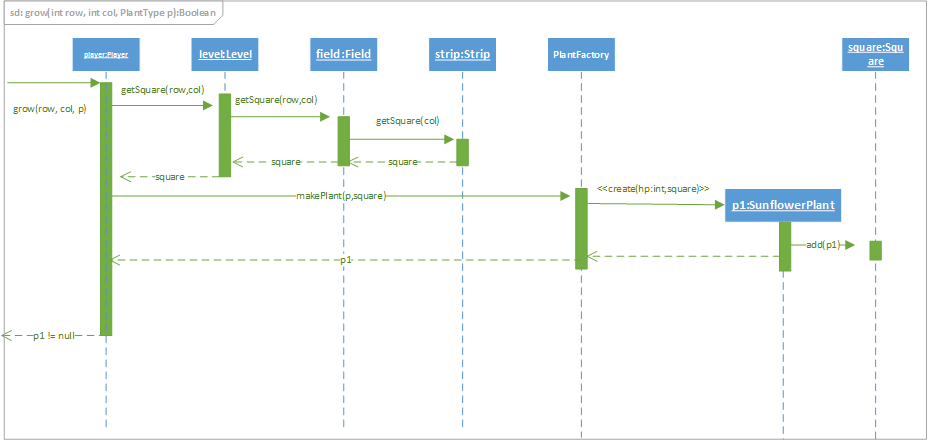 sd: grow(int row, int col, PlantType p):Boolean
player:Player
level:Level
field:Field
strip:Strip
PlantFactory
square:Squ
are
grow(row, col, p)
getSquare(row,col)
getSquare(row,col)
getSquare(col)
square
square
square
makePlant(p,square)
<<create(hp:int,square)>>
p1:SunflowerPlant
add(p1)
p1
p1 != null